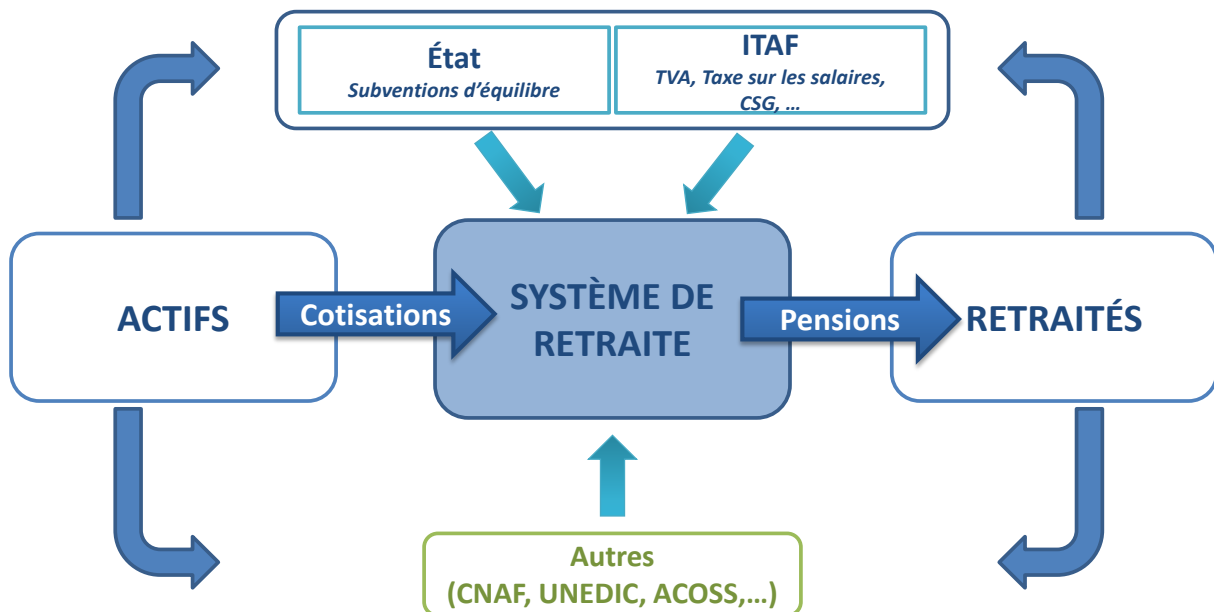 État
Subventions d'équilibre
ITAF
TVA, Taxe sur les salaires,
CSG, …
ACTIFS
Cotisations
SYSTÈME DE
RETRAITE
Pensions
RETRAITÉS
Autres
(CNAF, UNEDIC, ACOSS,…)